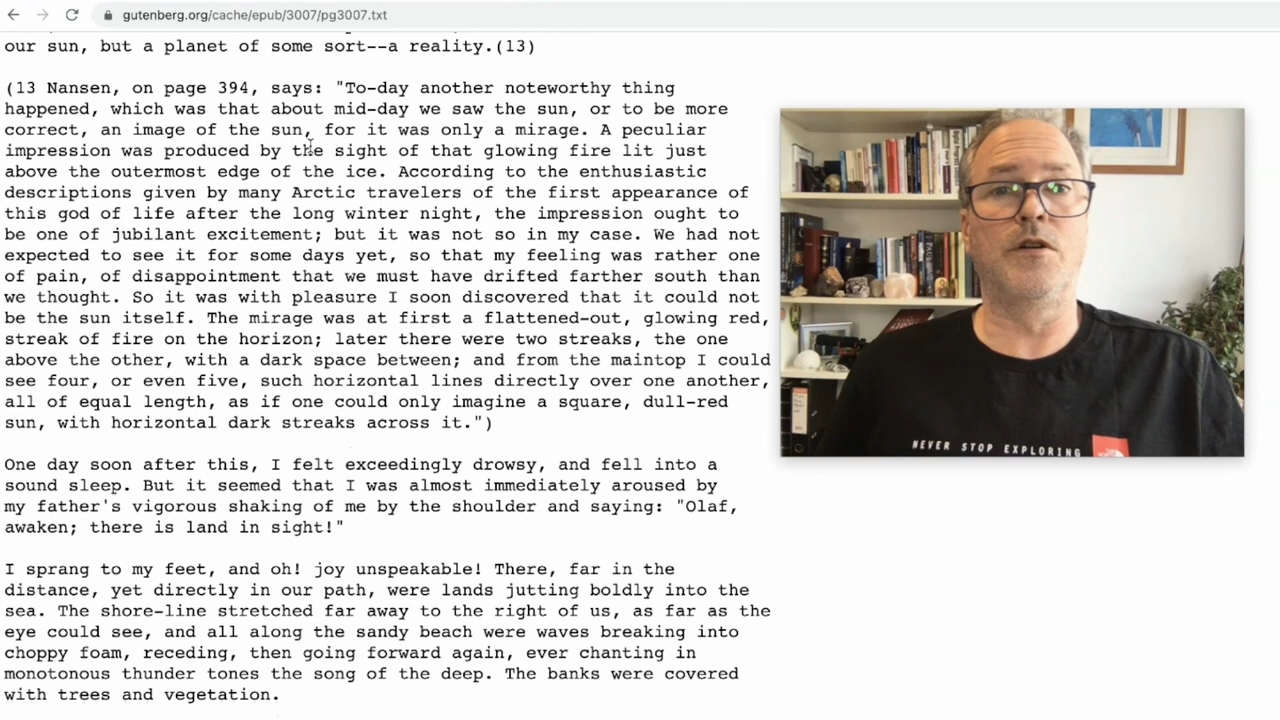 gutenberg.org/cache/epub/3007/pg3007.txt
our sun, but a planet of some sort--a reality.(13)
(13 Nansen, on page 394, says: "To-day another noteworthy thing
happened, which was that about mid-day we saw the sun, or to be more
correct, an image of the sun, for it was only a mirage. A peculiar
impression was produced by the sight of that glowing fire lit just
above the outermost edge of the ice. According to the enthusiastic
descriptions given by many Arctic travelers of the first appearance of
this god of life after the long winter night, the impression ought to
be one of jubilant excitement; but it was not so in my case. We had not
expected to see it for some days yet, so that my feeling was rather one
of pain, of disappointment that we must have drifted farther south than
we thought. So it was with pleasure I soon discovered that it could not
be the sun itself. The mirage was at first a flattened-out, glowing red,
streak of fire on the horizon; later there were two streaks, the one
above the other, with a dark space between; and from the maintop I could
see four, or even five, such horizontal lines directly over one another,
all of equal length, as if one could only imagine a square, dull-red
sun, with horizontal dark streaks across it.")
One day soon after this, I felt exceedingly drowsy, and fell into a
sound sleep. But it seemed that I was almost immediately aroused by
my father's vigorous shaking of me by the shoulder and saying: "Olaf,
awaken; there is land in sight!"
I sprang to my feet, and oh! joy unspeakable! There, far in the
distance, yet directly in our path, were lands jutting boldly into the
sea. The shore-line stretched far away to the right of us, as far as the
eye could see, and all along the sandy beach were waves breaking into
choppy foam, receding, then going forward again, ever chanting in
monotonous thunder tones the song of the deep. The banks were covered
with trees and vegetation.
NEVER STOP EXPLORING